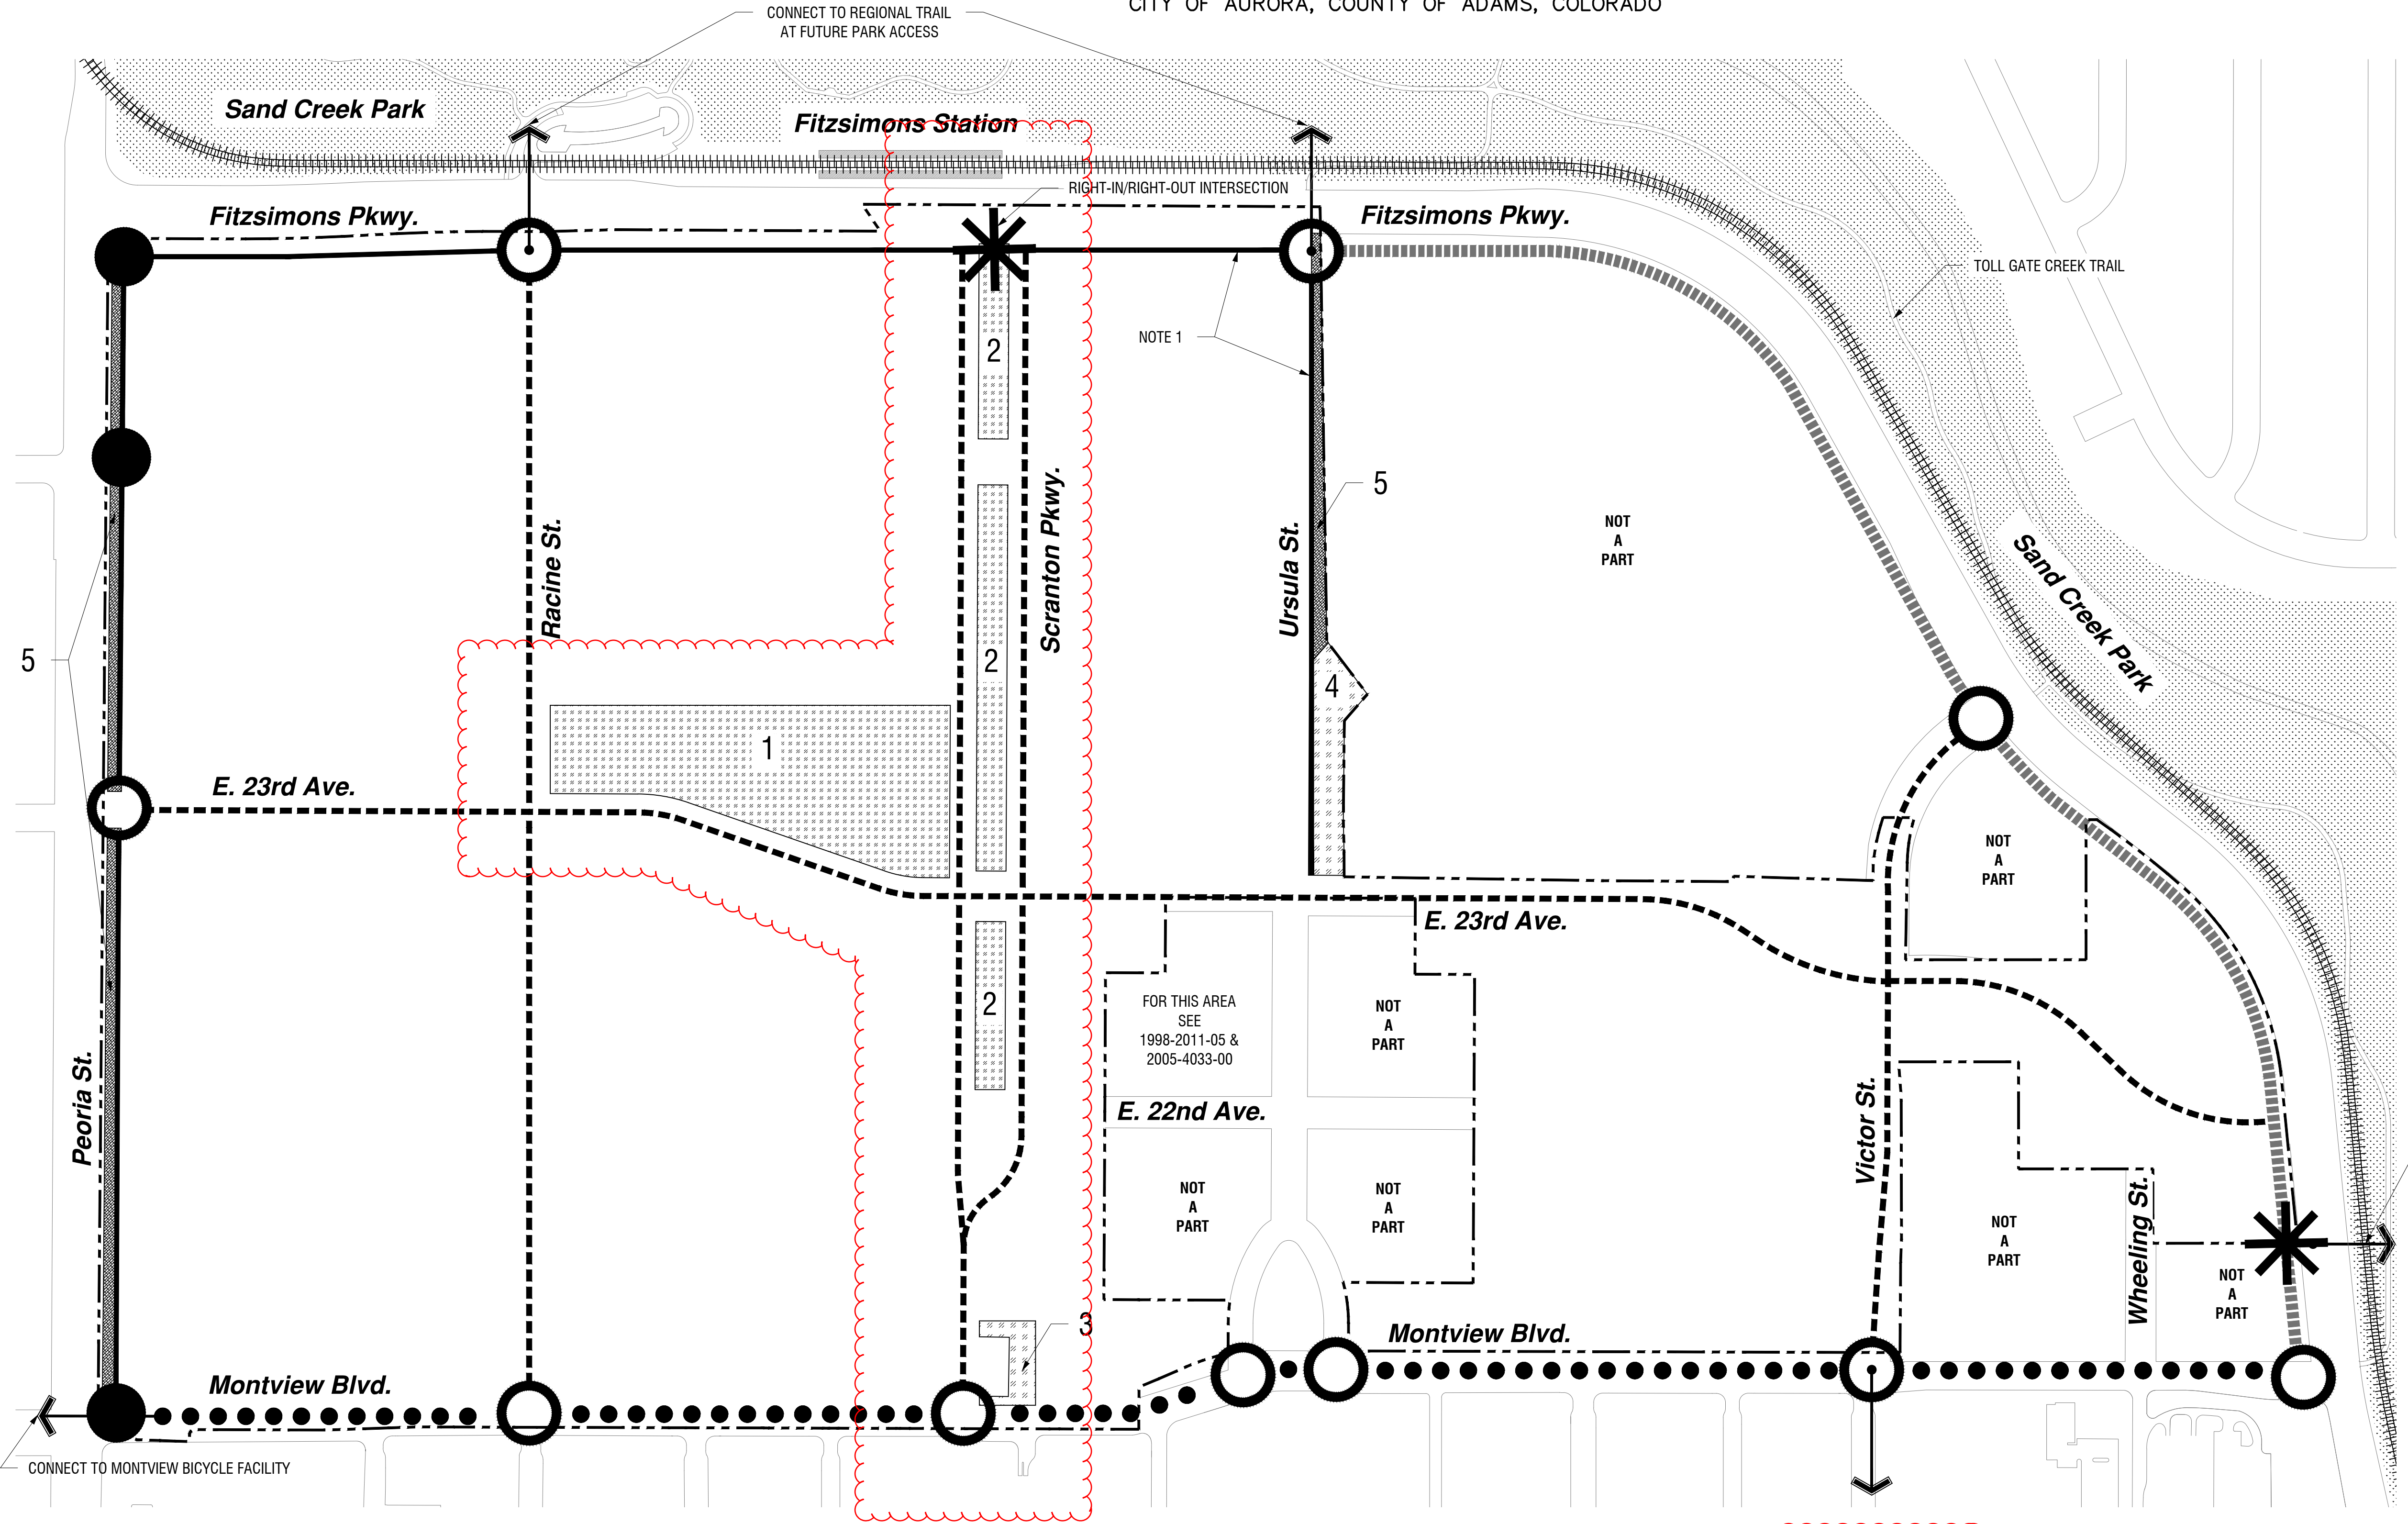 CITY OF AURORA, COUNTY OF ADAMS, COLORADO
CONNECT TO REGIONAL TRAIL
AT FUTURE PARK ACCESS
Sand Creek Park
Fitzsimons Station
RIGHT-IN/RIGHT-OUT INTERSECTION
Fitzsimons Pkwy.
Fitzsimons Pkwy.
TOLL GATE CREEK TRAIL
NOTE 1
2
5
Racine St.
Scranton Pkwy.
Ursula St.
NOT
A
PART
Sand Creek Park
5
2
4
1
E. 23rd Ave.
NOT
A
PART
E. 23rd Ave.
2
FOR THIS AREA
SEE
1998-2011-05 &
2005-4033-00
NOT
A
PART
Peoria St.
E. 22nd Ave.
Victor St.
NOT
A
PART
NOT
A
PART
NOT
A
PART
Wheeling St.
NOT
A
PART
3
Montview Blvd.
Montview Blvd.
CONNECT TO MONTVIEW BICYCLE FACILITY